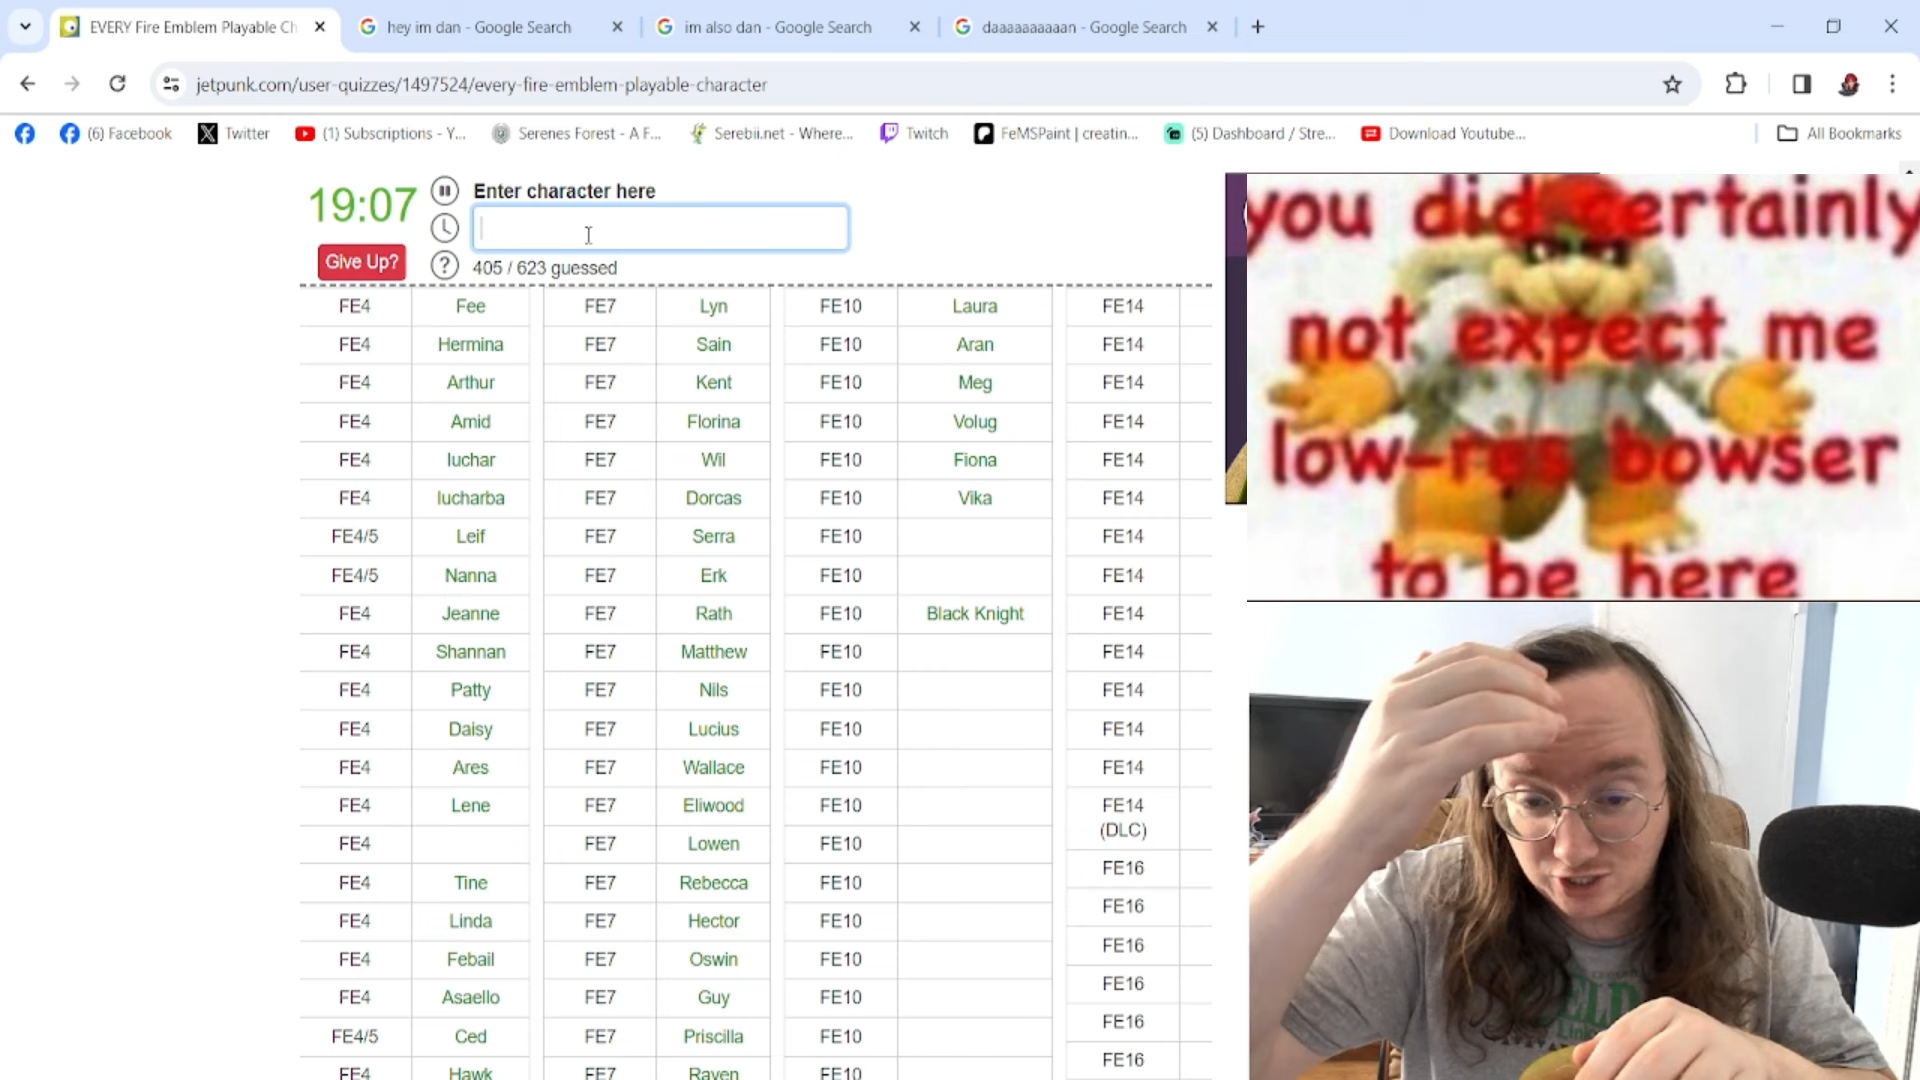 EVERY Fire Emblem Playable Ch
hey im dan - Google Search
im also dan - Google Search
daaaaaaaaaan - Google Search
jetpunk.com/user-quizzes/1497524/every-fire-emblem-playable-character
(6) Facebook
Twitter
(1) Subscriptions - Y...
Serenes Forest - A F...
Serebii.net - Where...
Twitch
FeMSPaint | creatin...
(5) Dashboard / Stre...
Download Youtube...
All Bookmarks
19:07
Enter character here
Give Up?
405 / 623 guessed
FE4 Fee FE7 Lyn FE10 Laura FE14
FE4 Hermina FE7 Sain FE10 Aran FE14
FE4 Arthur FE7 Kent FE10 Meg FE14
FE4 Amid FE7 Florina FE10 Volug FE14
FE4 Iuchar FE7 Wil FE10 Fiona FE14
FE4 Iucharba FE7 Dorcas FE10 Vika FE14
FE4/5 Leif FE7 Serra FE10 FE14
FE4/5 Nanna FE7 Erk FE10 FE14
FE4 Jeanne FE7 Rath FE10 Black Knight FE14
FE4 Shannan FE7 Matthew FE10 FE14
FE4 Patty FE7 Nils FE10 FE14
FE4 Daisy FE7 Lucius FE10 FE14
FE4 Ares FE7 Wallace FE10 FE14
FE4 Lene FE7 Eliwood FE10 FE14
(DLC)
FE4 FE7 Lowen FE10
FE16
FE4 Tine FE7 Rebecca FE10
FE16
FE4 Linda FE7 Hector FE10
FE16
FE4 Febail FE7 Oswin FE10
FE16
FE4 Asaello FE7 Guy FE10
FE16
FE4/5 Ced FE7 Priscilla FE10
FE16
FE4 Hawk FE7 Raven FE10
you did certainly
not expect me
low-res bowser
to be here